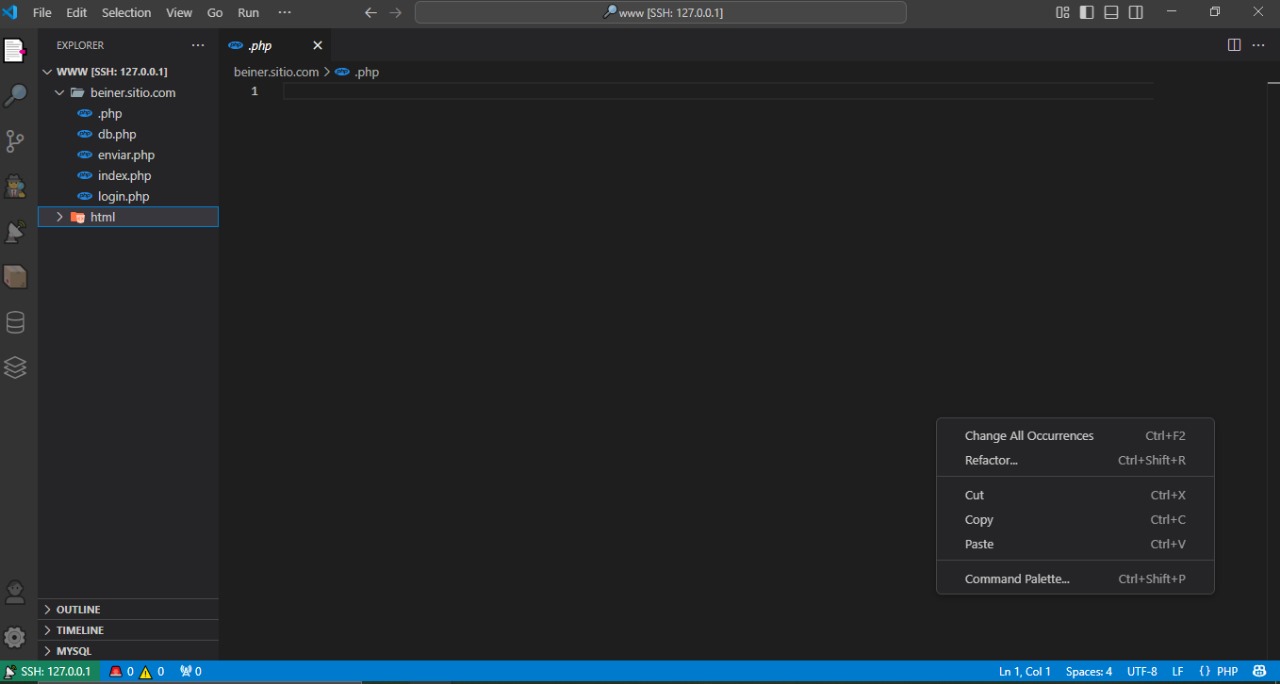 File Edit Selection View Go Run ···
www [SSH: 127.0.0.1]
EXPLORER ···
.php
WWW [SSH: 127.0.0.1]
beiner.sitio.com > .php
beiner.sitio.com
1
.php
db.php
enviar.php
index.php
login.php
html
Change All Occurrences Ctrl+F2
Refactor... Ctrl+Shift+R
Cut Ctrl+X
Copy Ctrl+C
Paste Ctrl+V
Command Palette... Ctrl+Shift+P
OUTLINE
TIMELINE
MYSQL
SSH: 127.0.0.1 0 0 0 Ln 1, Col 1 Spaces: 4 UTF-8 LF {} PHP